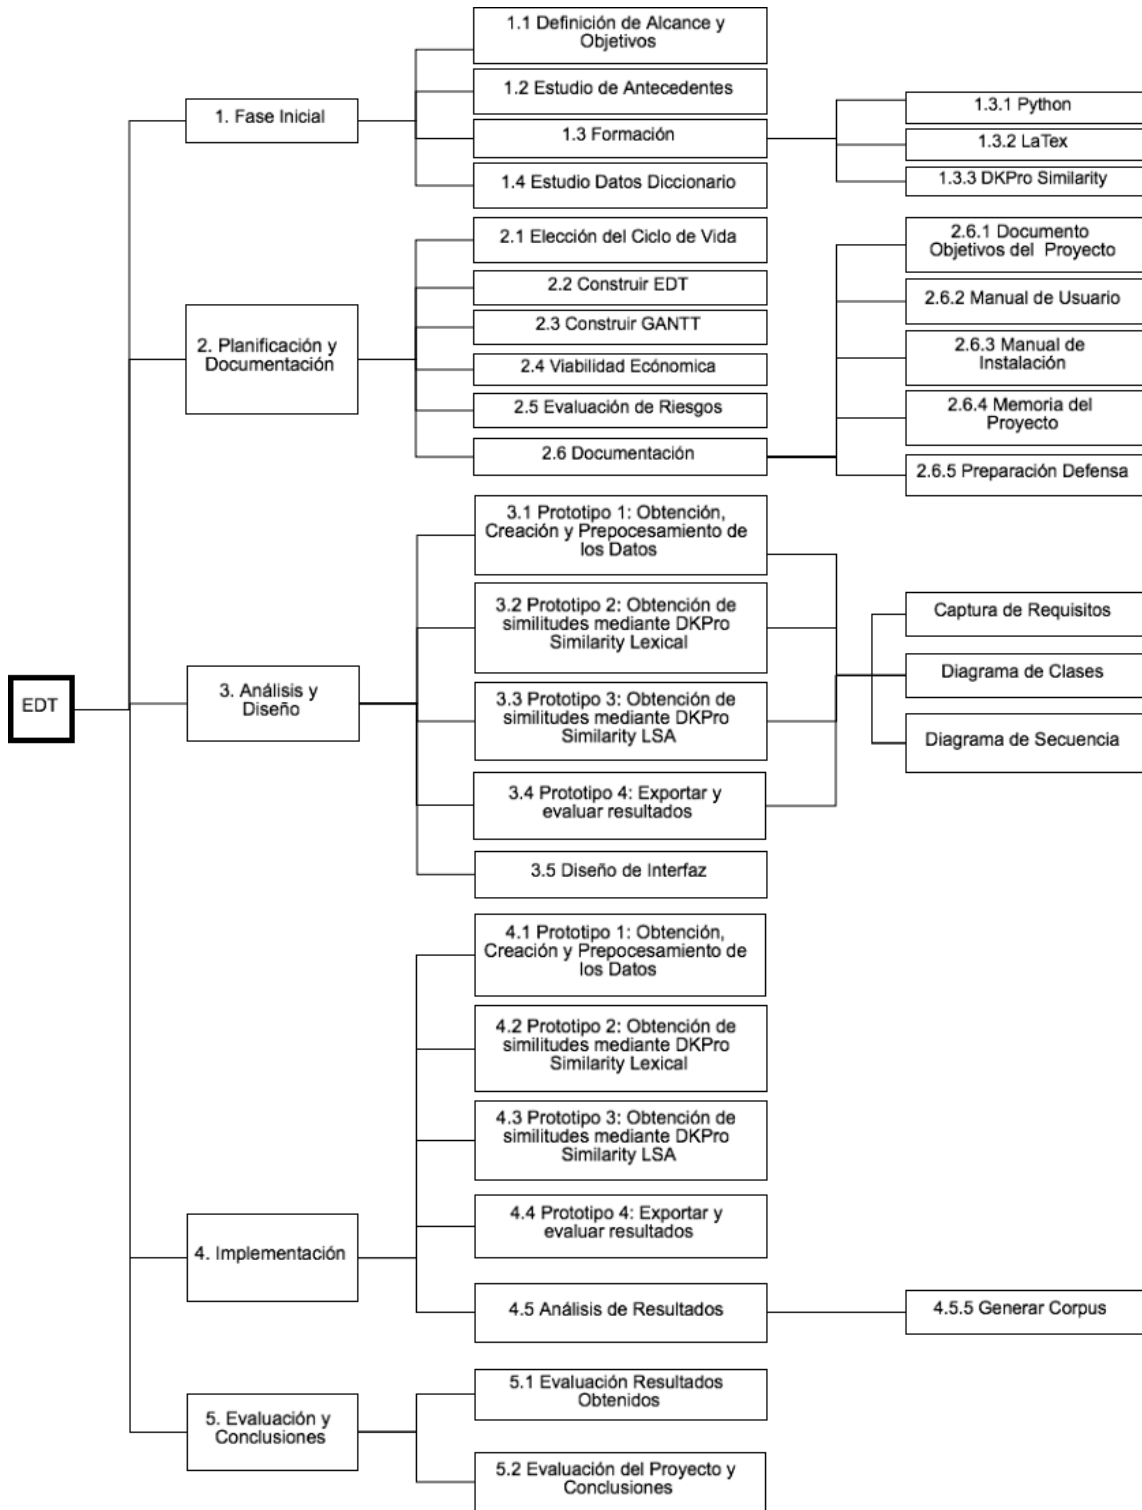 EDT
1. Fase Inicial
1.1 Definición de Alcance y
Objetivos
1.2 Estudio de Antecedentes
1.3 Formación
1.3.1 Python
1.3.2 LaTex
1.3.3 DKPro Similarity
1.4 Estudio Datos Diccionario
2. Planificación y
Documentación
2.1 Elección del Ciclo de Vida
2.2 Construir EDT
2.3 Construir GANTT
2.4 Viabilidad Ecónomica
2.5 Evaluación de Riesgos
2.6 Documentación
2.6.1 Documento
Objetivos del Proyecto
2.6.2 Manual de Usuario
2.6.3 Manual de
Instalación
2.6.4 Memoria del
Proyecto
2.6.5 Preparación Defensa
3. Análisis y
Diseño
3.1 Prototipo 1: Obtención,
Creación y Prepocesamiento de
los Datos
3.2 Prototipo 2: Obtención de
similitudes mediante DKPro
Similarity Lexical
3.3 Prototipo 3: Obtención de
similitudes mediante DKPro
Similarity LSA
3.4 Prototipo 4: Exportar y
evaluar resultados
Captura de Requisitos
Diagrama de Clases
Diagrama de Secuencia
3.5 Diseño de Interfaz
4. Implementación
4.1 Prototipo 1: Obtención,
Creación y Prepocesamiento de
los Datos
4.2 Prototipo 2: Obtención de
similitudes mediante DKPro
Similarity Lexical
4.3 Prototipo 3: Obtención de
similitudes mediante DKPro
Similarity LSA
4.4 Prototipo 4: Exportar y
evaluar resultados
4.5 Análisis de Resultados
4.5.5 Generar Corpus
5. Evaluación y
Conclusiones
5.1 Evaluación Resultados
Obtenidos
5.2 Evaluación del Proyecto y
Conclusiones